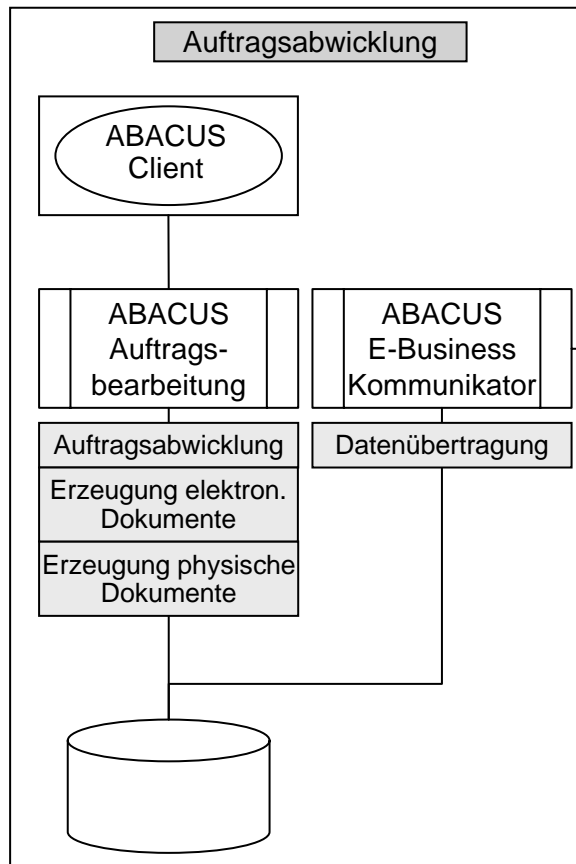 Auftragsabwicklung
ABACUS
Client
ABACUS
Auftrags-
bearbeitung
ABACUS
E-Business
Kommunikator
Auftragsabwicklung
Erzeugung elektron.
Dokumente
Erzeugung physische
Dokumente
Datenübertragung